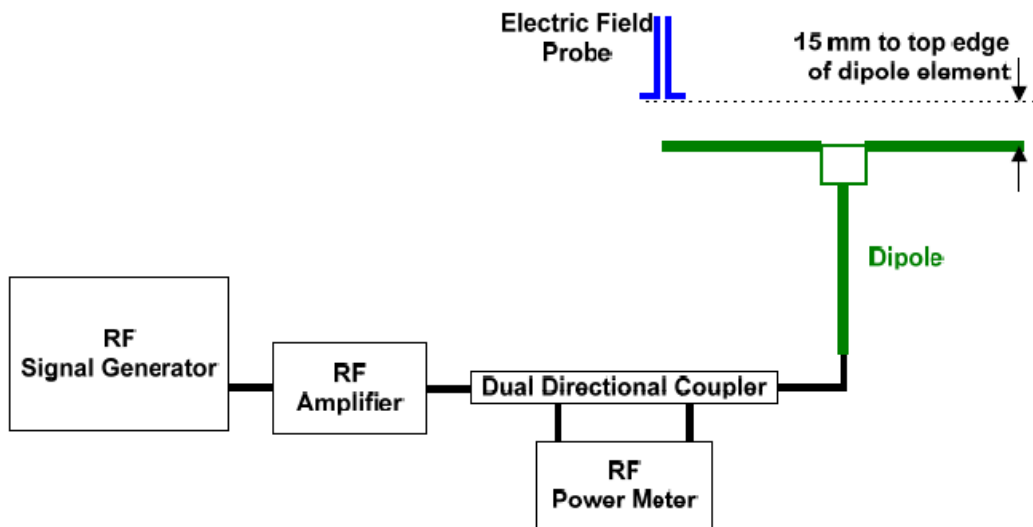 Electric Field
Probe
15 mm to top edge
of dipole element
Dipole
RF
Signal Generator
RF
Amplifier
Dual Directional Coupler
RF
Power Meter